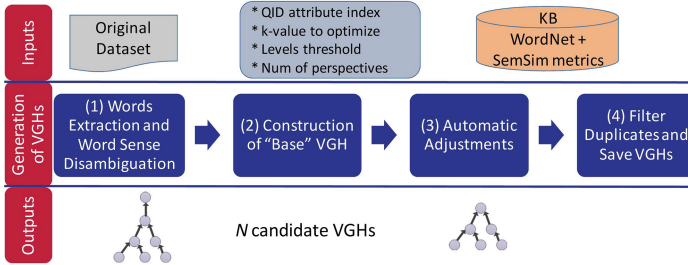 Inputs
Original
Dataset
* QID attribute index
* k-value to optimize
* Levels threshold
* Num of perspectives
KB
WordNet +
SemSim metrics
Generation
of VGHs
(1) Words
Extraction and
Word Sense
Disambiguation
(2) Construction
of “Base” VGH
(3) Automatic
Adjustments
(4) Filter
Duplicates and
Save VGHs
Outputs
N candidate VGHs